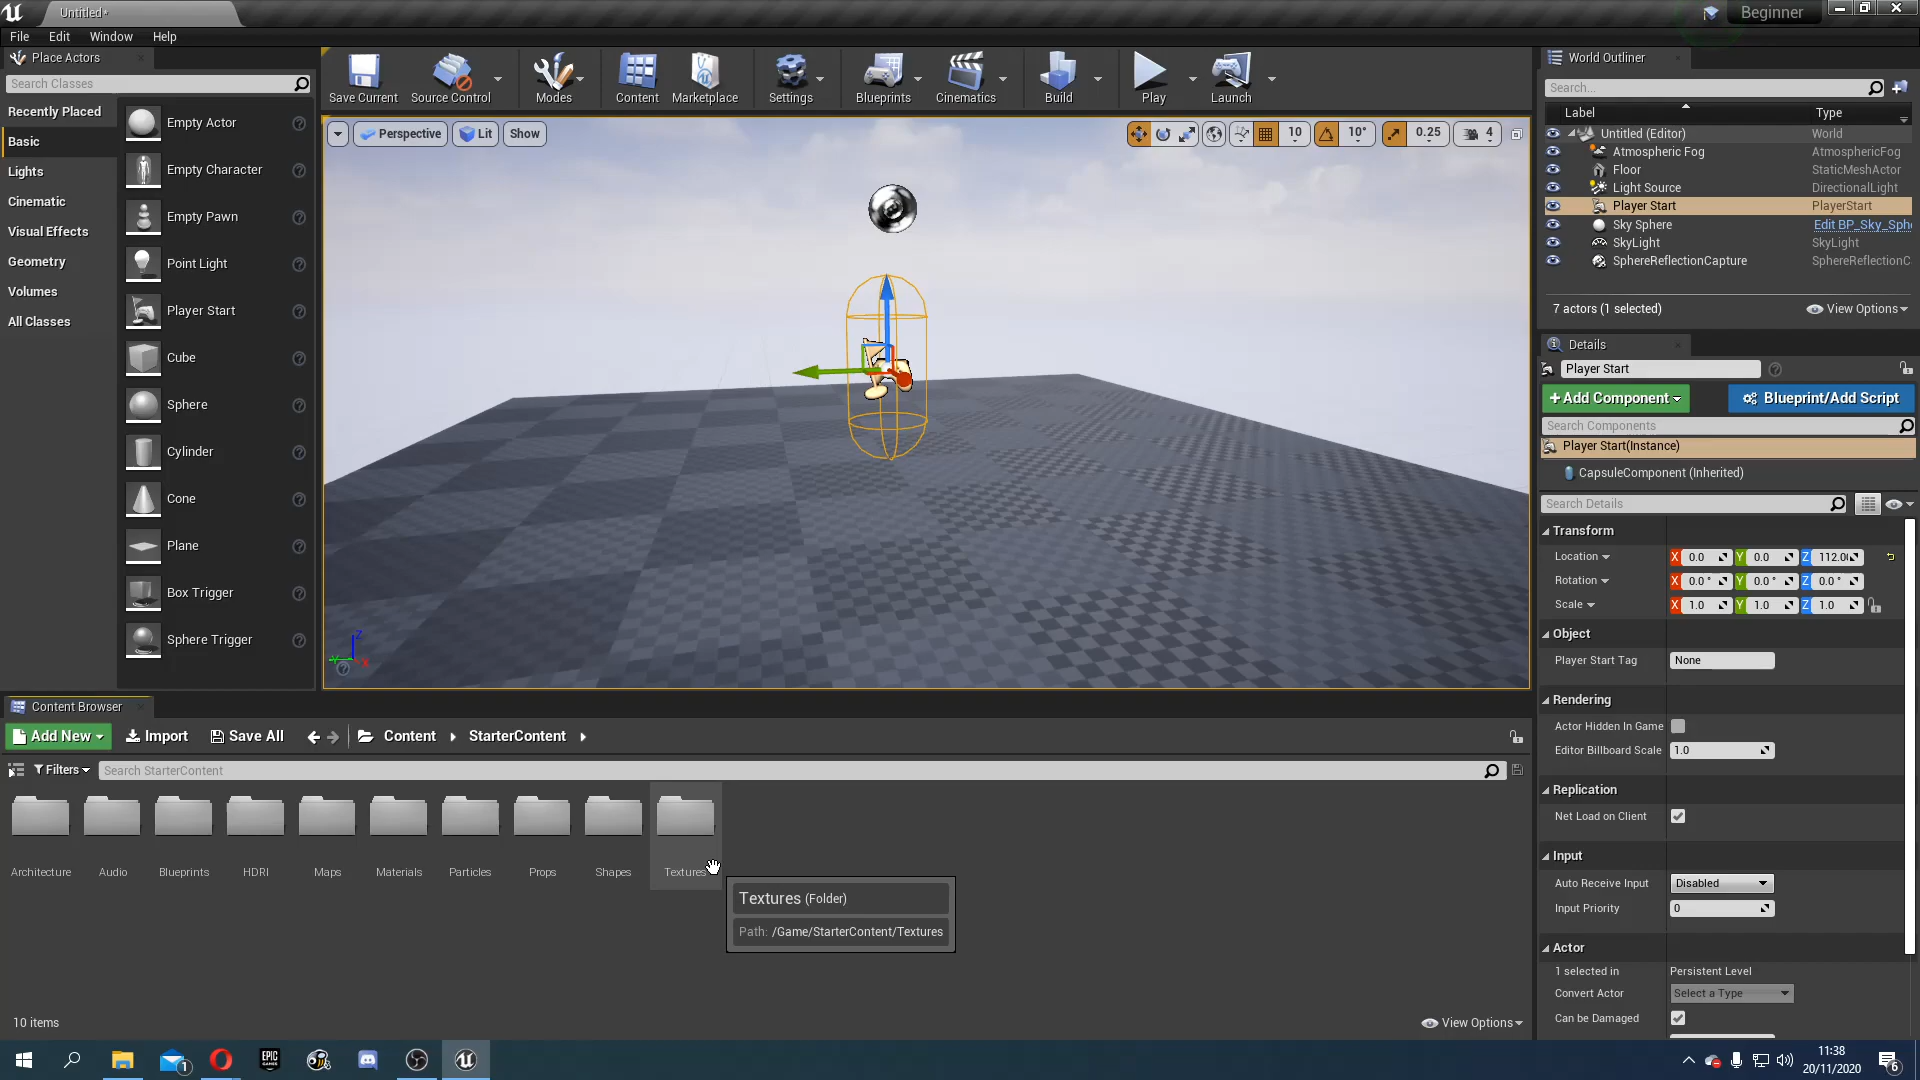 Untitled*
Beginner
File Edit Window Help
Place Actors
Search Classes
Recently Placed
Basic
Lights
Cinematic
Visual Effects
Geometry
Volumes
All Classes
Empty Actor
Empty Character
Empty Pawn
Point Light
Player Start
Cube
Sphere
Cylinder
Cone
Plane
Box Trigger
Sphere Trigger
Save Current Source Control Modes Content Marketplace Settings Blueprints Cinematics Build Play Launch
Perspective Lit Show
10 10° 0.25 4
Z
Y X
World Outliner
Search...
Label Type
Untitled (Editor) World
Atmospheric Fog AtmosphericFog
Floor StaticMeshActor
Light Source DirectionalLight
Player Start PlayerStart
Sky Sphere Edit BP_Sky_Sph
SkyLight SkyLight
SphereReflectionCapture SphereReflectionC
7 actors (1 selected) View Options
Details
Player Start
+Add Component Blueprint/Add Script
Search Components
Player Start(Instance)
CapsuleComponent (Inherited)
Search Details
Transform
Location X 0.0 Y 0.0 Z 112.0
Rotation X 0.0 ° Y 0.0 ° Z 0.0 °
Scale X 1.0 Y 1.0 Z 1.0
Object
Player Start Tag None
Rendering
Actor Hidden In Game
Editor Billboard Scale 1.0
Replication
Net Load on Client
Input
Auto Receive Input Disabled
Input Priority 0
Actor
1 selected in Persistent Level
Convert Actor Select a Type
Can be Damaged
Content Browser
Add New Import Save All Content StarterContent
Filters Search StarterContent
Architecture Audio Blueprints HDRI Maps Materials Particles Props Shapes Textures
Textures (Folder)
Path: /Game/StarterContent/Textures
10 items View Options
EPIC GAMES
1
11:38
20/11/2020
6